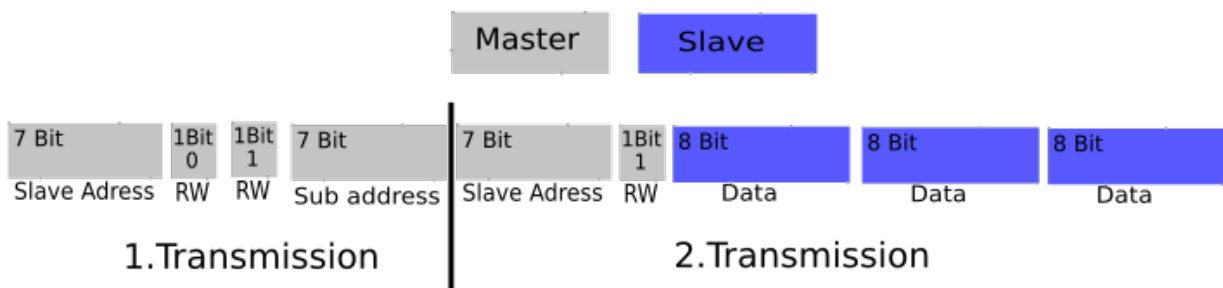 Master Slave
7 Bit 1Bit 1Bit 7 Bit 7 Bit 1Bit 8 Bit 8 Bit 8 Bit
0 1 1
Slave Adress RW RW Sub address Slave Adress RW Data Data Data
1.Transmission 2.Transmission